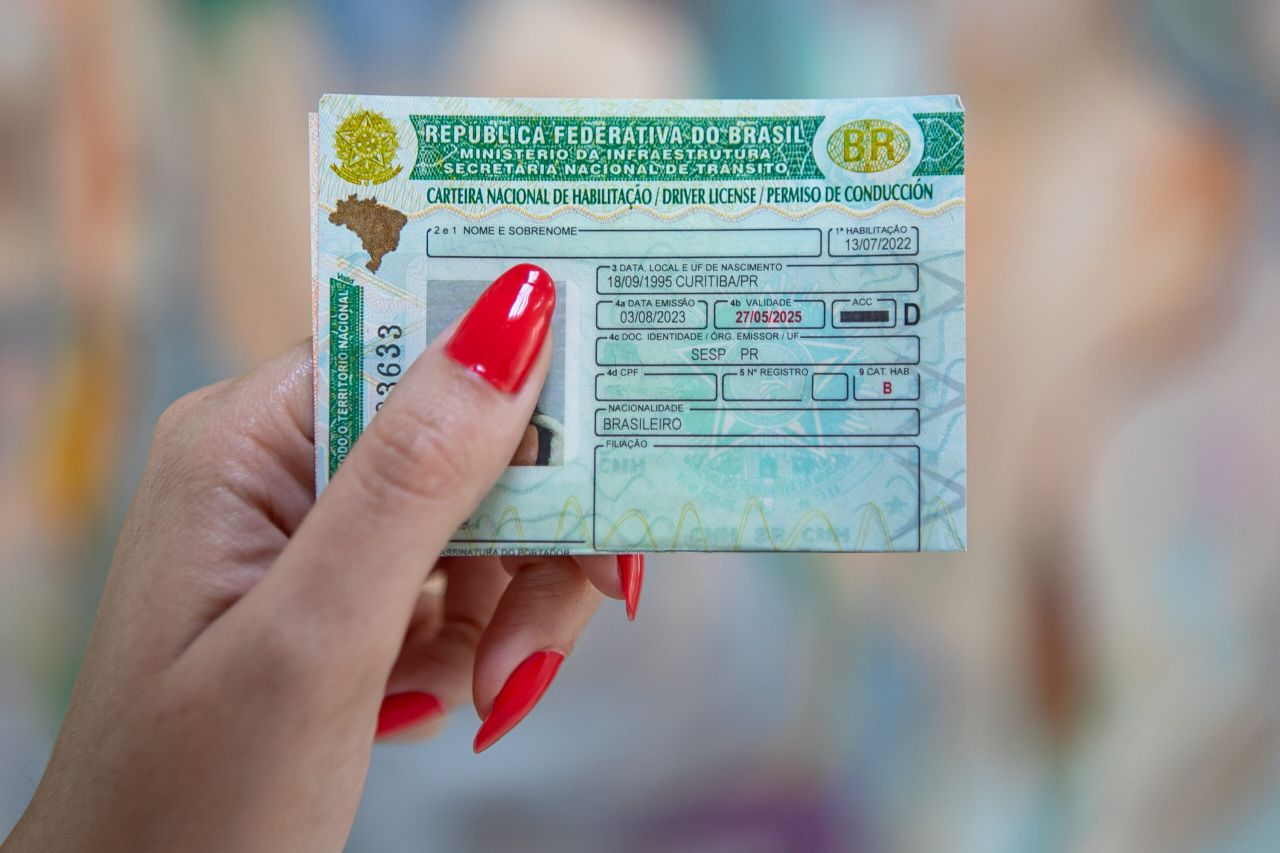 REPUBLICA FEDERATIVA DO BRASIL
MINISTERIO DA INFRAESTRUTURA
SECRETARIA NACIONAL DE TRÂNSITO
BR
CARTEIRA NACIONAL DE HABILITAÇÃO / DRIVER LICENSE / PERMISO DE CONDUCCIÓN
2 e 1 NOME E SOBRENOME
1ª HABILITAÇÃO
13/07/2022
3 DATA, LOCAL E UF DE NASCIMENTO
18/09/1995 CURITIBA/PR
4a DATA EMISSÃO
03/08/2023
4b VALIDADE
27/05/2025
ACC
D
4c DOC. IDENTIDADE / ÓRG. EMISSOR / UF
SESP PR
4d CPF
5 Nº REGISTRO
9 CAT. HAB
B
NACIONALIDADE
BRASILEIRO
FILIAÇÃO
O TERRITÓRIO NACIONAL
3633
ASSINATURA DO PORTADOR